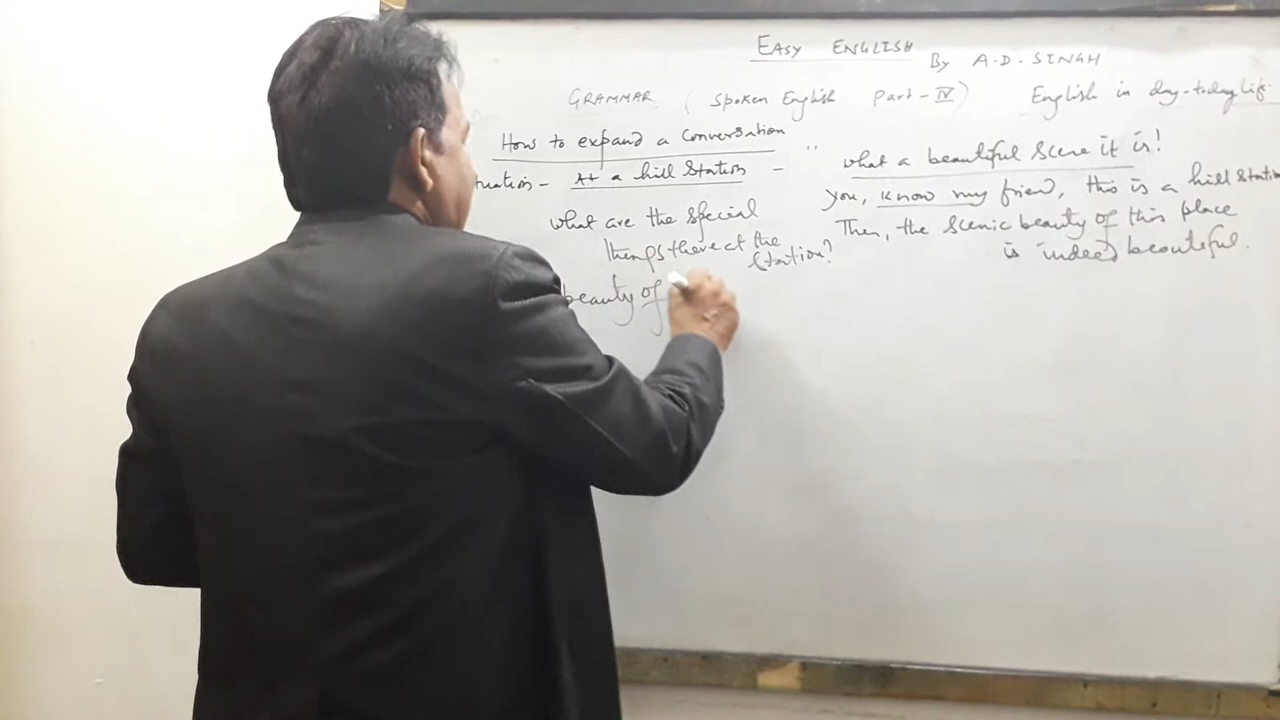 EASY ENGLISH
By A.D. SINGH
GRAMMAR (Spoken English Part-IV) English in day-today Life
How to expand a conversation
tuation- At a hill Station -
what are the special
things there at the
station?
beauty of
" what a beautiful scene it is!
you, know my friend, this is a hill station
Then, the scenic beauty of this place
is indeed beauteful.